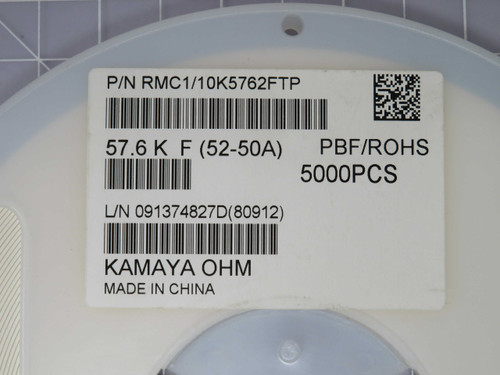 P/N RMC1/10K5762FTP
57.6 K F (52-50A) PBF/ROHS
5000PCS
L/N 091374827D(80912)
KAMAYA OHM
MADE IN CHINA